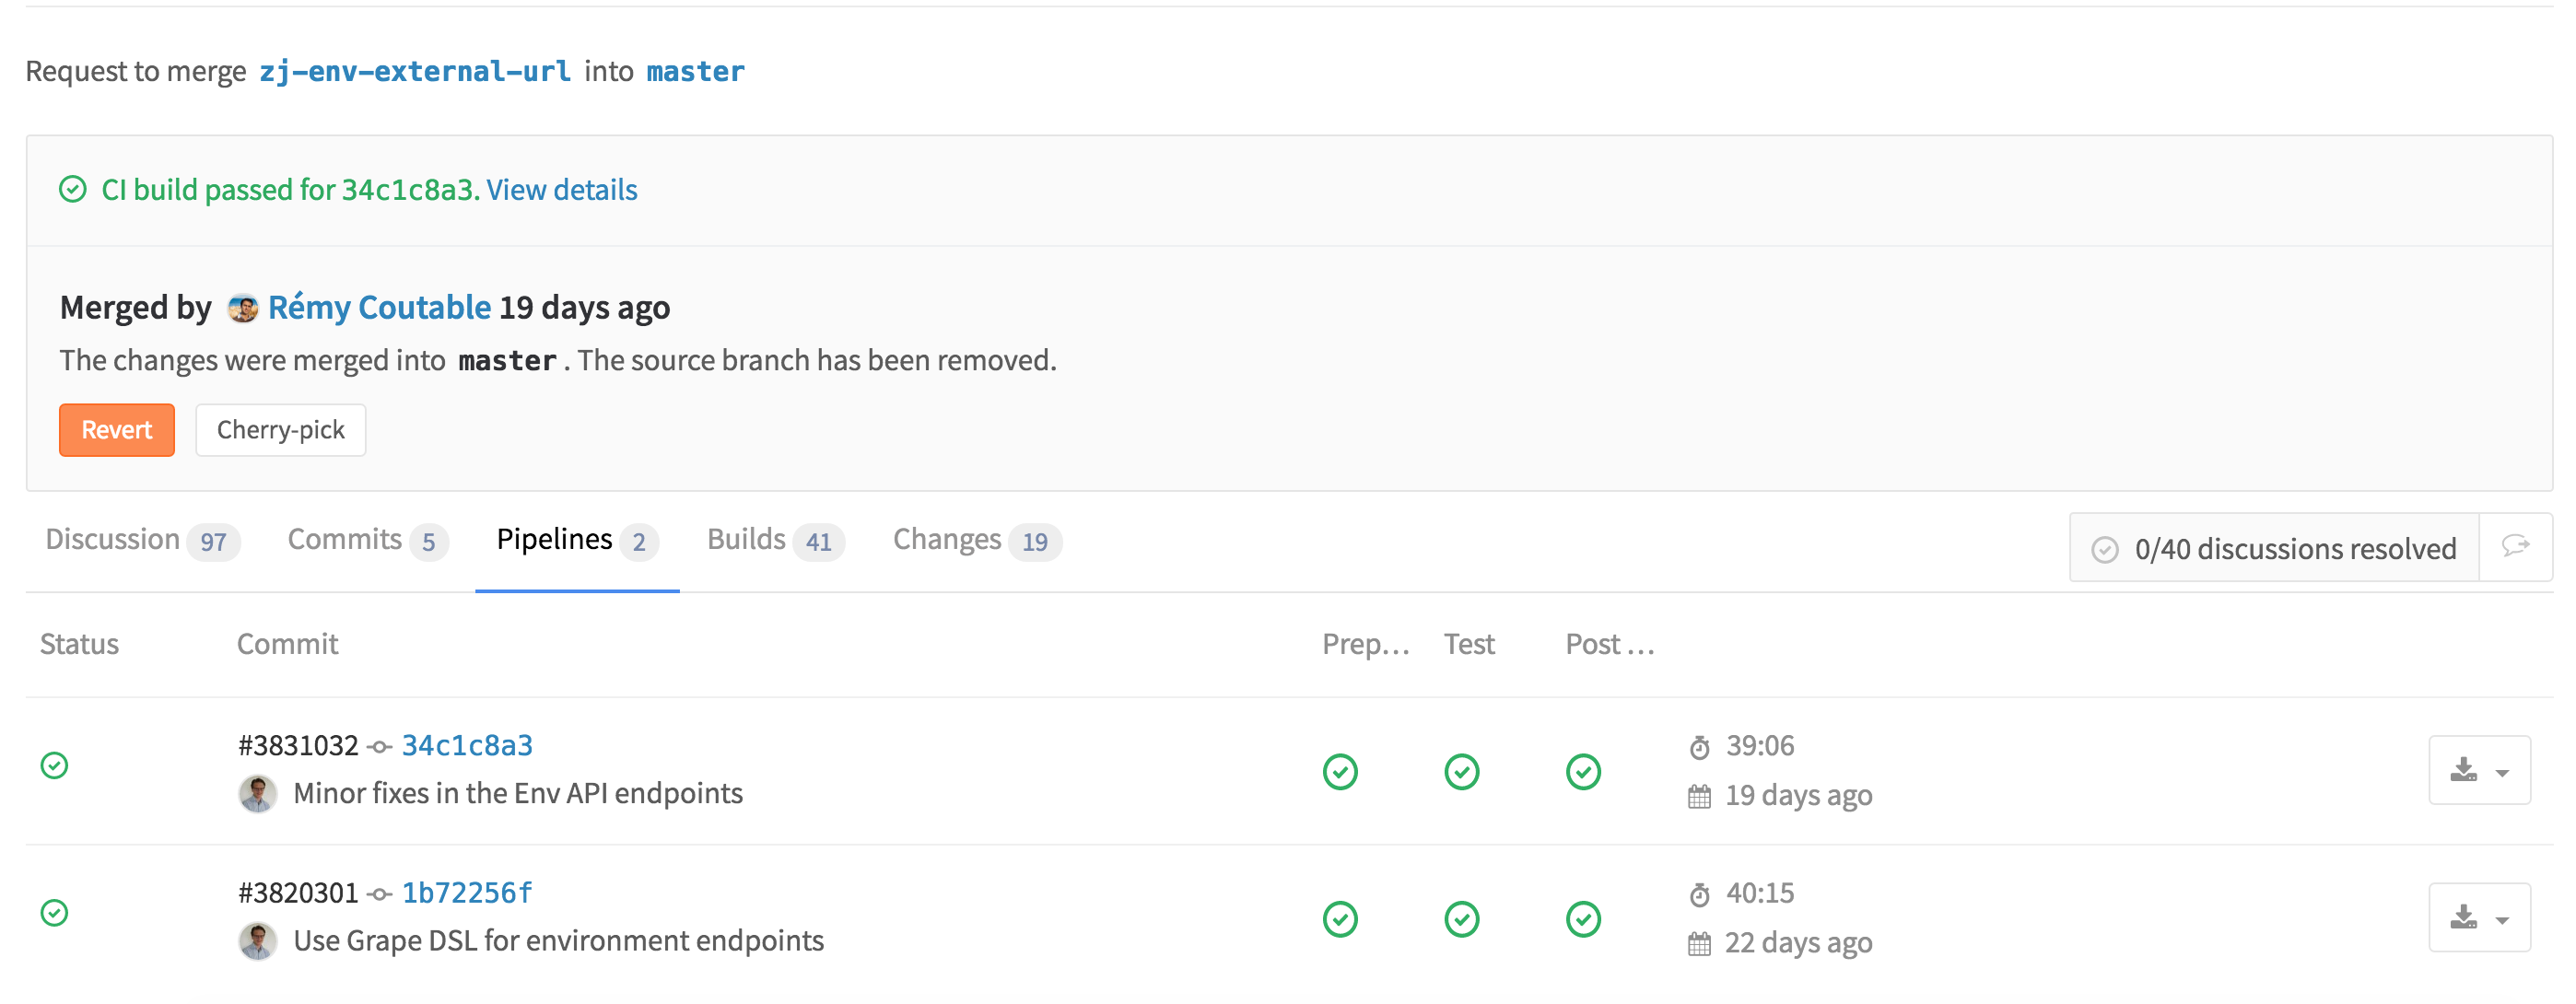 Request to merge zj-env-external-url into master
CI build passed for 34c1c8a3. View details
Merged by Rémy Coutable 19 days ago
The changes were merged into master . The source branch has been removed.
Revert Cherry-pick
Discussion 97 Commits 5 Pipelines 2 Builds 41 Changes 19 0/40 discussions resolved
Status Commit Prep… Test Post …
#3831032 34c1c8a3 39:06
Minor fixes in the Env API endpoints 19 days ago
#3820301 1b72256f 40:15
Use Grape DSL for environment endpoints 22 days ago